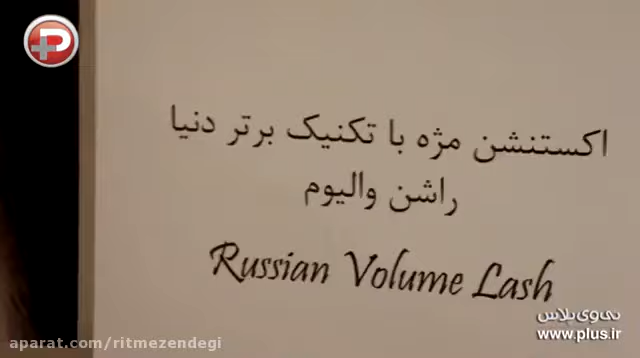 اکستنشن مژه با تکنیک برتر دنیا
راشن والیوم
Russian Volume Lash
تی‌وی‌پلاس
www.plus.ir
aparat.com/ritmezendegi